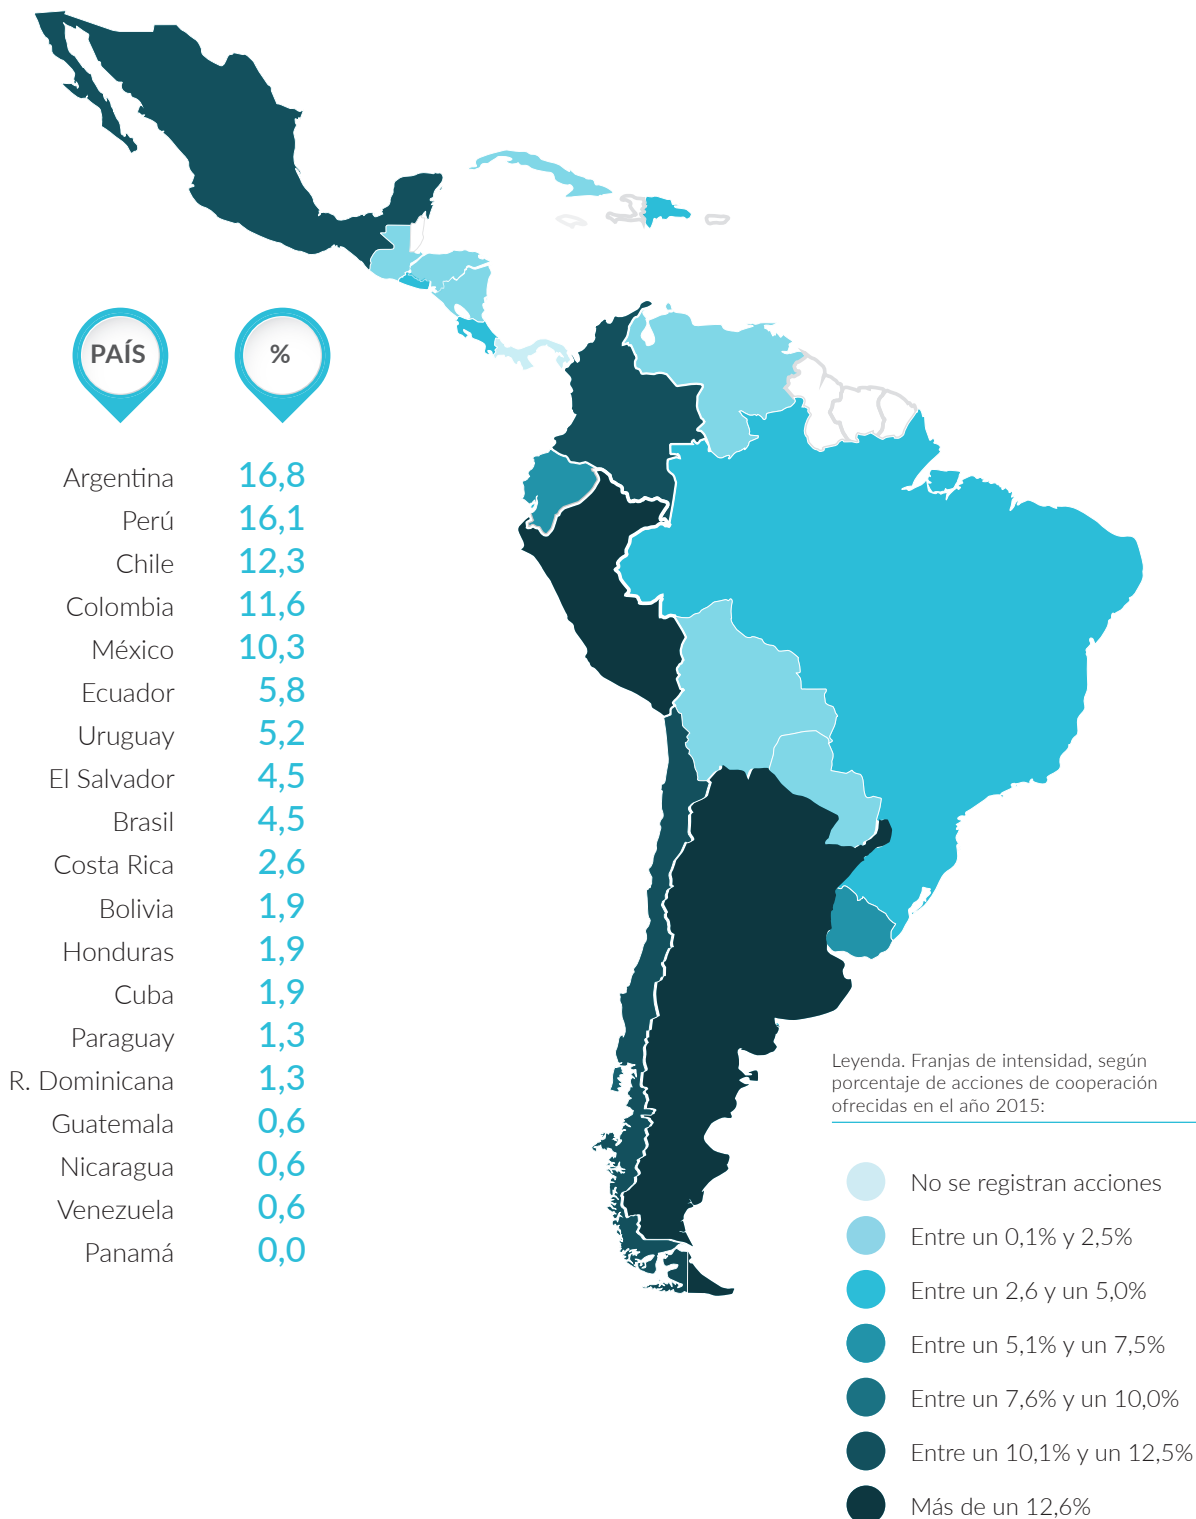 PAÍS %
Argentina 16,8
Perú 16,1
Chile 12,3
Colombia 11,6
México 10,3
Ecuador 5,8
Uruguay 5,2
El Salvador 4,5
Brasil 4,5
Costa Rica 2,6
Bolivia 1,9
Honduras 1,9
Cuba 1,9
Paraguay 1,3
R. Dominicana 1,3
Guatemala 0,6
Nicaragua 0,6
Venezuela 0,6
Panamá 0,0
Leyenda. Franjas de intensidad, según
porcentaje de acciones de cooperación
ofrecidas en el año 2015:
No se registran acciones
Entre un 0,1% y 2,5%
Entre un 2,6 y un 5,0%
Entre un 5,1% y un 7,5%
Entre un 7,6% y un 10,0%
Entre un 10,1% y un 12,5%
Más de un 12,6%